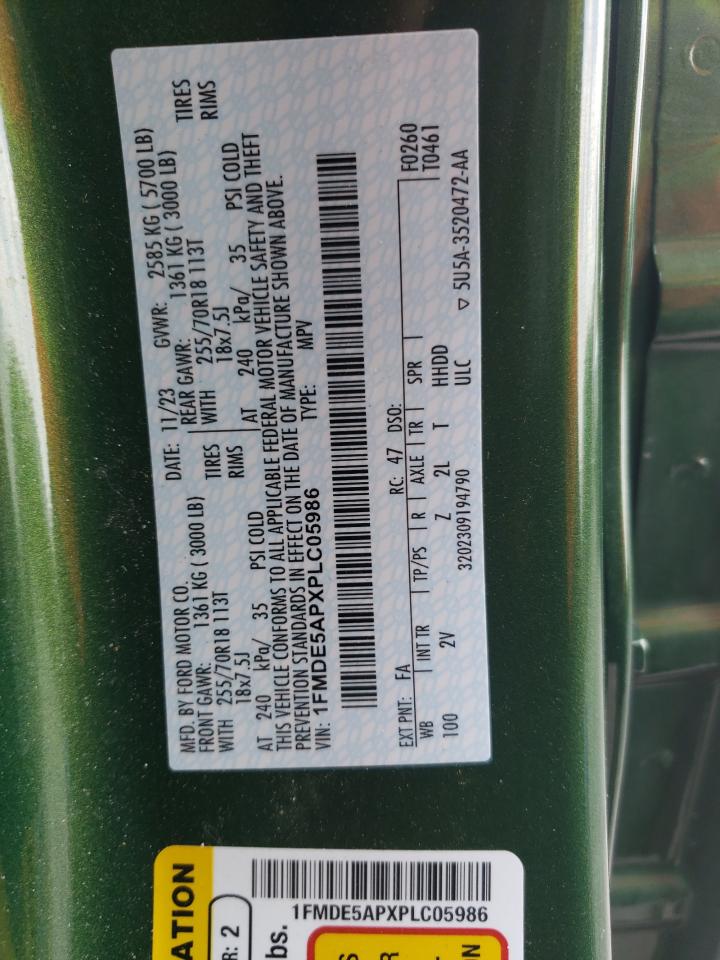 MFD. BY FORD MOTOR CO.
DATE: 11/23 GVWR: 2585 KG ( 5700 LB)
FRONT GAWR: 1361 KG ( 3000 LB)
REAR GAWR: 1361 KG ( 3000 LB)
WITH 255/70R18 113T TIRES
WITH 255/70R18 113T TIRES
18x7.5J RIMS
18x7.5J RIMS
AT 240 kPa/ 35 PSI COLD
AT 240 kPa/ 35 PSI COLD
THIS VEHICLE CONFORMS TO ALL APPLICABLE FEDERAL MOTOR VEHICLE SAFETY AND THEFT
PREVENTION STANDARDS IN EFFECT ON THE DATE OF MANUFACTURE SHOWN ABOVE.
VIN: 1FMDE5APXPLC05986 TYPE: MPV
EXT PNT: FA RC: 47 DSO: F0260
WB INT TR TP/PS R AXLE TR SPR T0461
100 2V Z 2L T HHDD
3202309194790 ULC ▽ 5U5A-3520472-AA
ATION
R: 2
bs.
1FMDE5APXPLC05986
S
R
ON